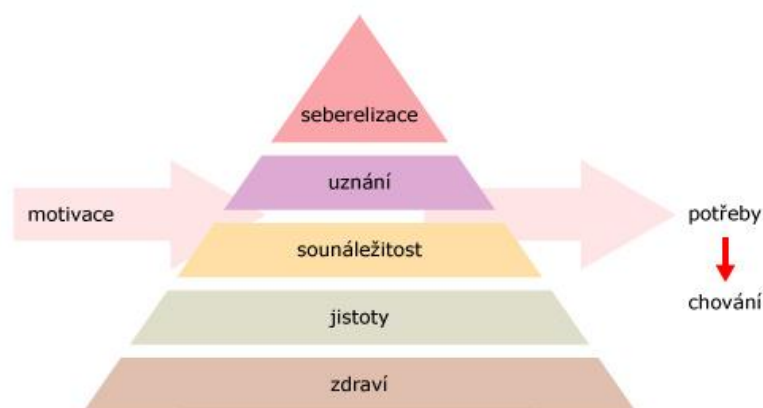 seberelizace
uznání
motivace
potřeby
sounáležitost
chování
jistoty
zdraví